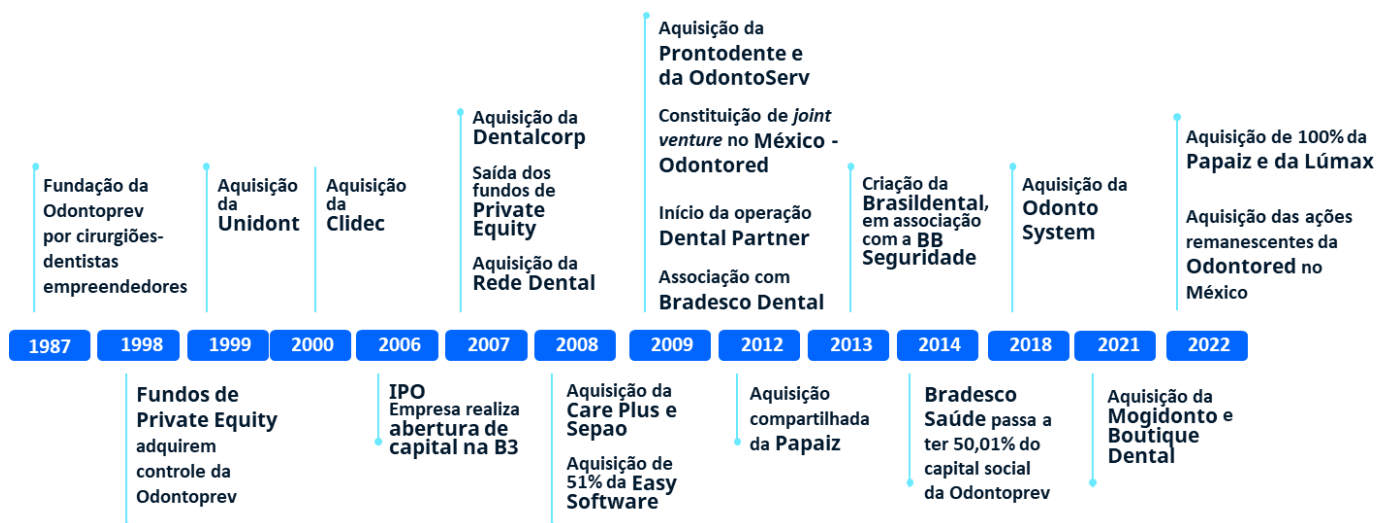 1987
Fundação da
Odontoprev
por cirurgiões-
dentistas
empreendedores
1998
Fundos de
Private Equity
adquirem
controle da
Odontoprev
1999
Aquisição
da
Unidont
2000
Aquisição
da
Clidec
2006
IPO
Empresa realiza
abertura de
capital na B3
2007
Aquisição da
Dentalcorp
Saída dos
fundos de
Private
Equity
Aquisição da
Rede Dental
2008
Aquisição da
Care Plus e
Sepao
Aquisição de
51% da Easy
Software
2009
Aquisição da
Prontodente e
da OdontoServ
Constituição de joint
venture no México -
Odontored
Início da operação
Dental Partner
Associação com
Bradesco Dental
2012
Aquisição
compartilhada
da Papaiz
2013
Criação da
Brasildental,
em associação
com a BB
Seguridade
2014
Bradesco
Saúde passa a
ter 50,01% do
capital social
da Odontoprev
2018
Aquisição da
Odonto
System
2021
Aquisição da
Mogidonto e
Boutique
Dental
2022
Aquisição de 100% da
Papaiz e da Lúmax
Aquisição das ações
remanescentes da
Odontored no
México